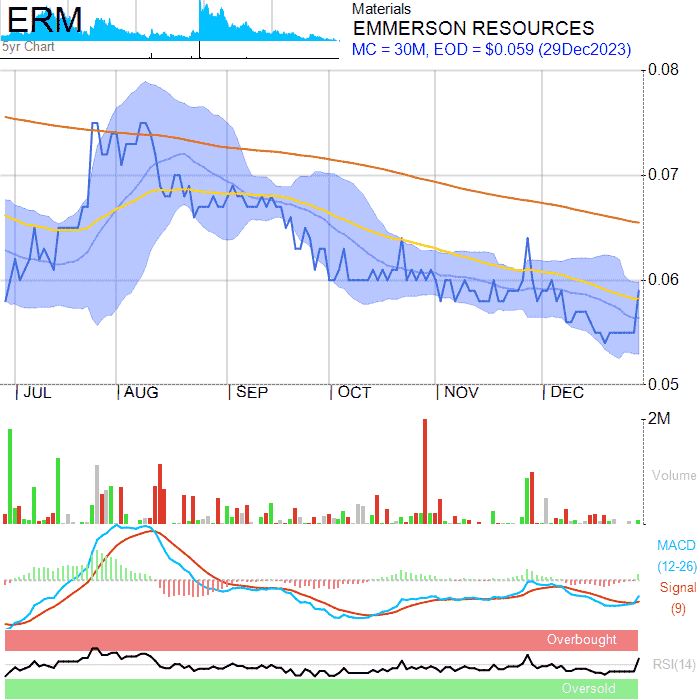 ERM
5yr Chart
Materials
EMMERSON RESOURCES
MC = 30M, EOD = $0.059 (29Dec2023)
0.08
0.07
0.06
0.05
JUL AUG SEP OCT NOV DEC
2M
Volume
MACD
(12-26)
Signal
(9)
Overbought
RSI(14)
Oversold